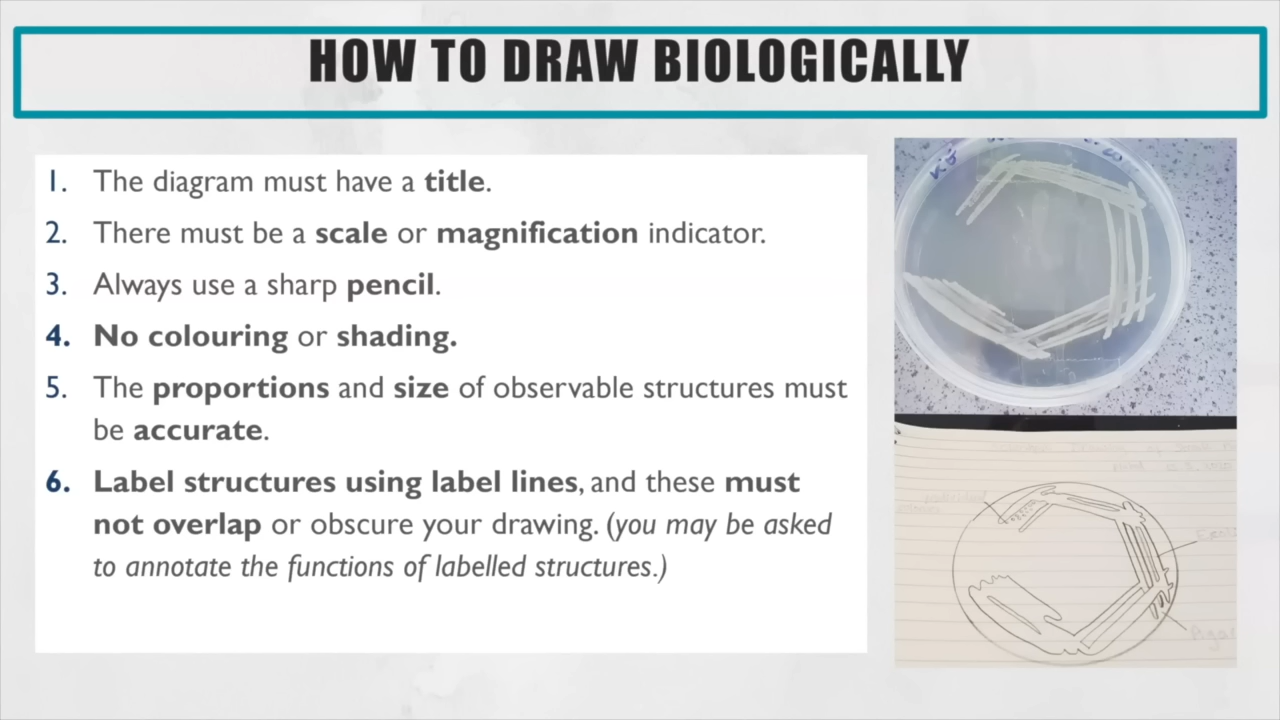 HOW TO DRAW BIOLOGICALLY
1. The diagram must have a title.
2. There must be a scale or magnification indicator.
3. Always use a sharp pencil.
4. No colouring or shading.
5. The proportions and size of observable structures must
be accurate.
6. Label structures using label lines, and these must
not overlap or obscure your drawing. (you may be asked
to annotate the functions of labelled structures.)